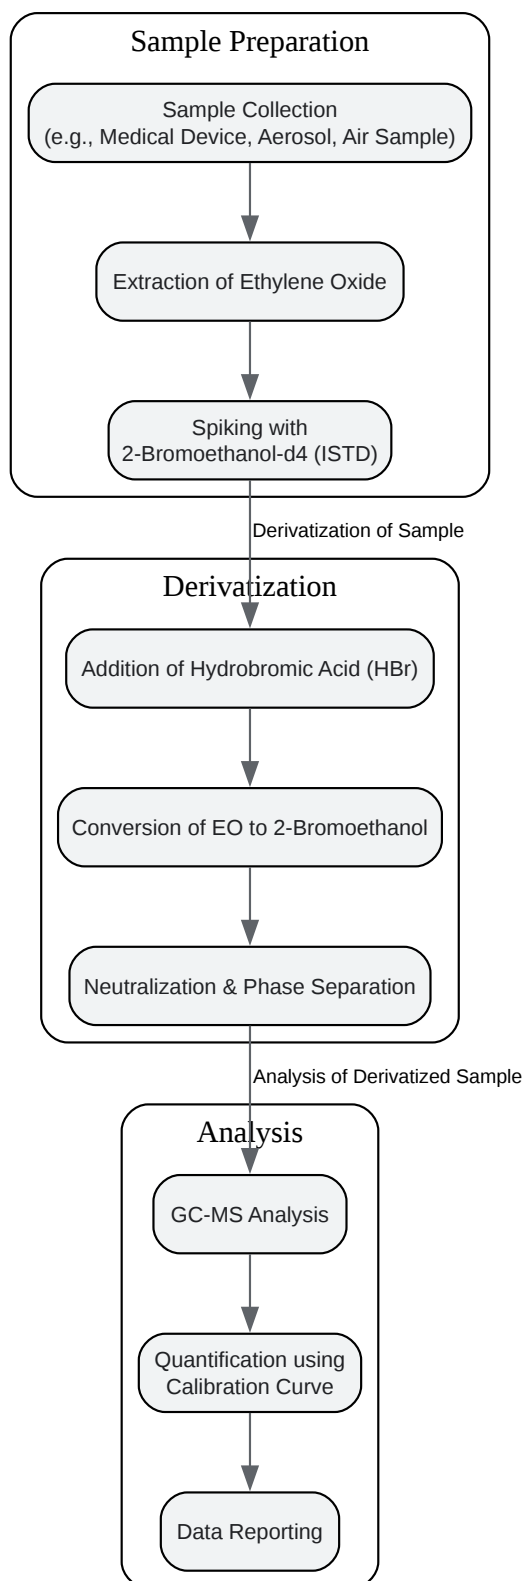 Sample Preparation
Sample Collection
(e.g., Medical Device, Aerosol, Air Sample)
Extraction of Ethylene Oxide
Spiking with
2-Bromoethanol-d4 (ISTD)
Derivatization of Sample
Derivatization
Addition of Hydrobromic Acid (HBr)
Conversion of EO to 2-Bromoethanol
Neutralization & Phase Separation
Analysis of Derivatized Sample
Analysis
GC-MS Analysis
Quantification using
Calibration Curve
Data Reporting